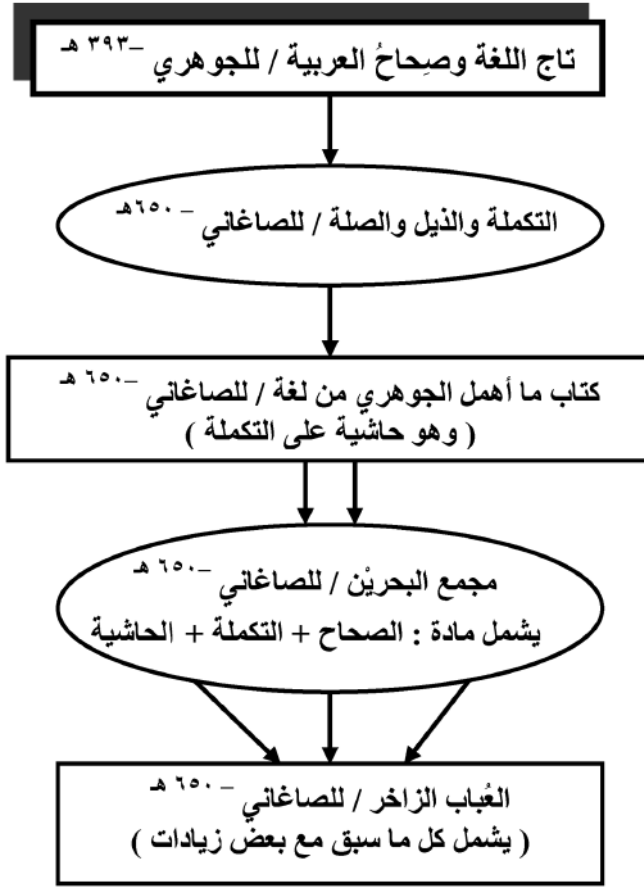 تاج اللغة وصِحاحُ العربية / للجوهري –٣٩٣ هـ
التكملة والذيل والصلة / للصاغاني – ٦٥٠هـ
كتاب ما أهمل الجوهري من لغة / للصاغاني –٦٥٠ هـ
( وهو حاشية على التكملة )
مجمع البحريْن / للصاغاني –٦٥٠ هـ
يشمل مادة : الصحاح + التكملة + الحاشية
العُباب الزاخر / للصاغاني – ٦٥٠ هـ
( يشمل كل ما سبق مع بعض زيادات )